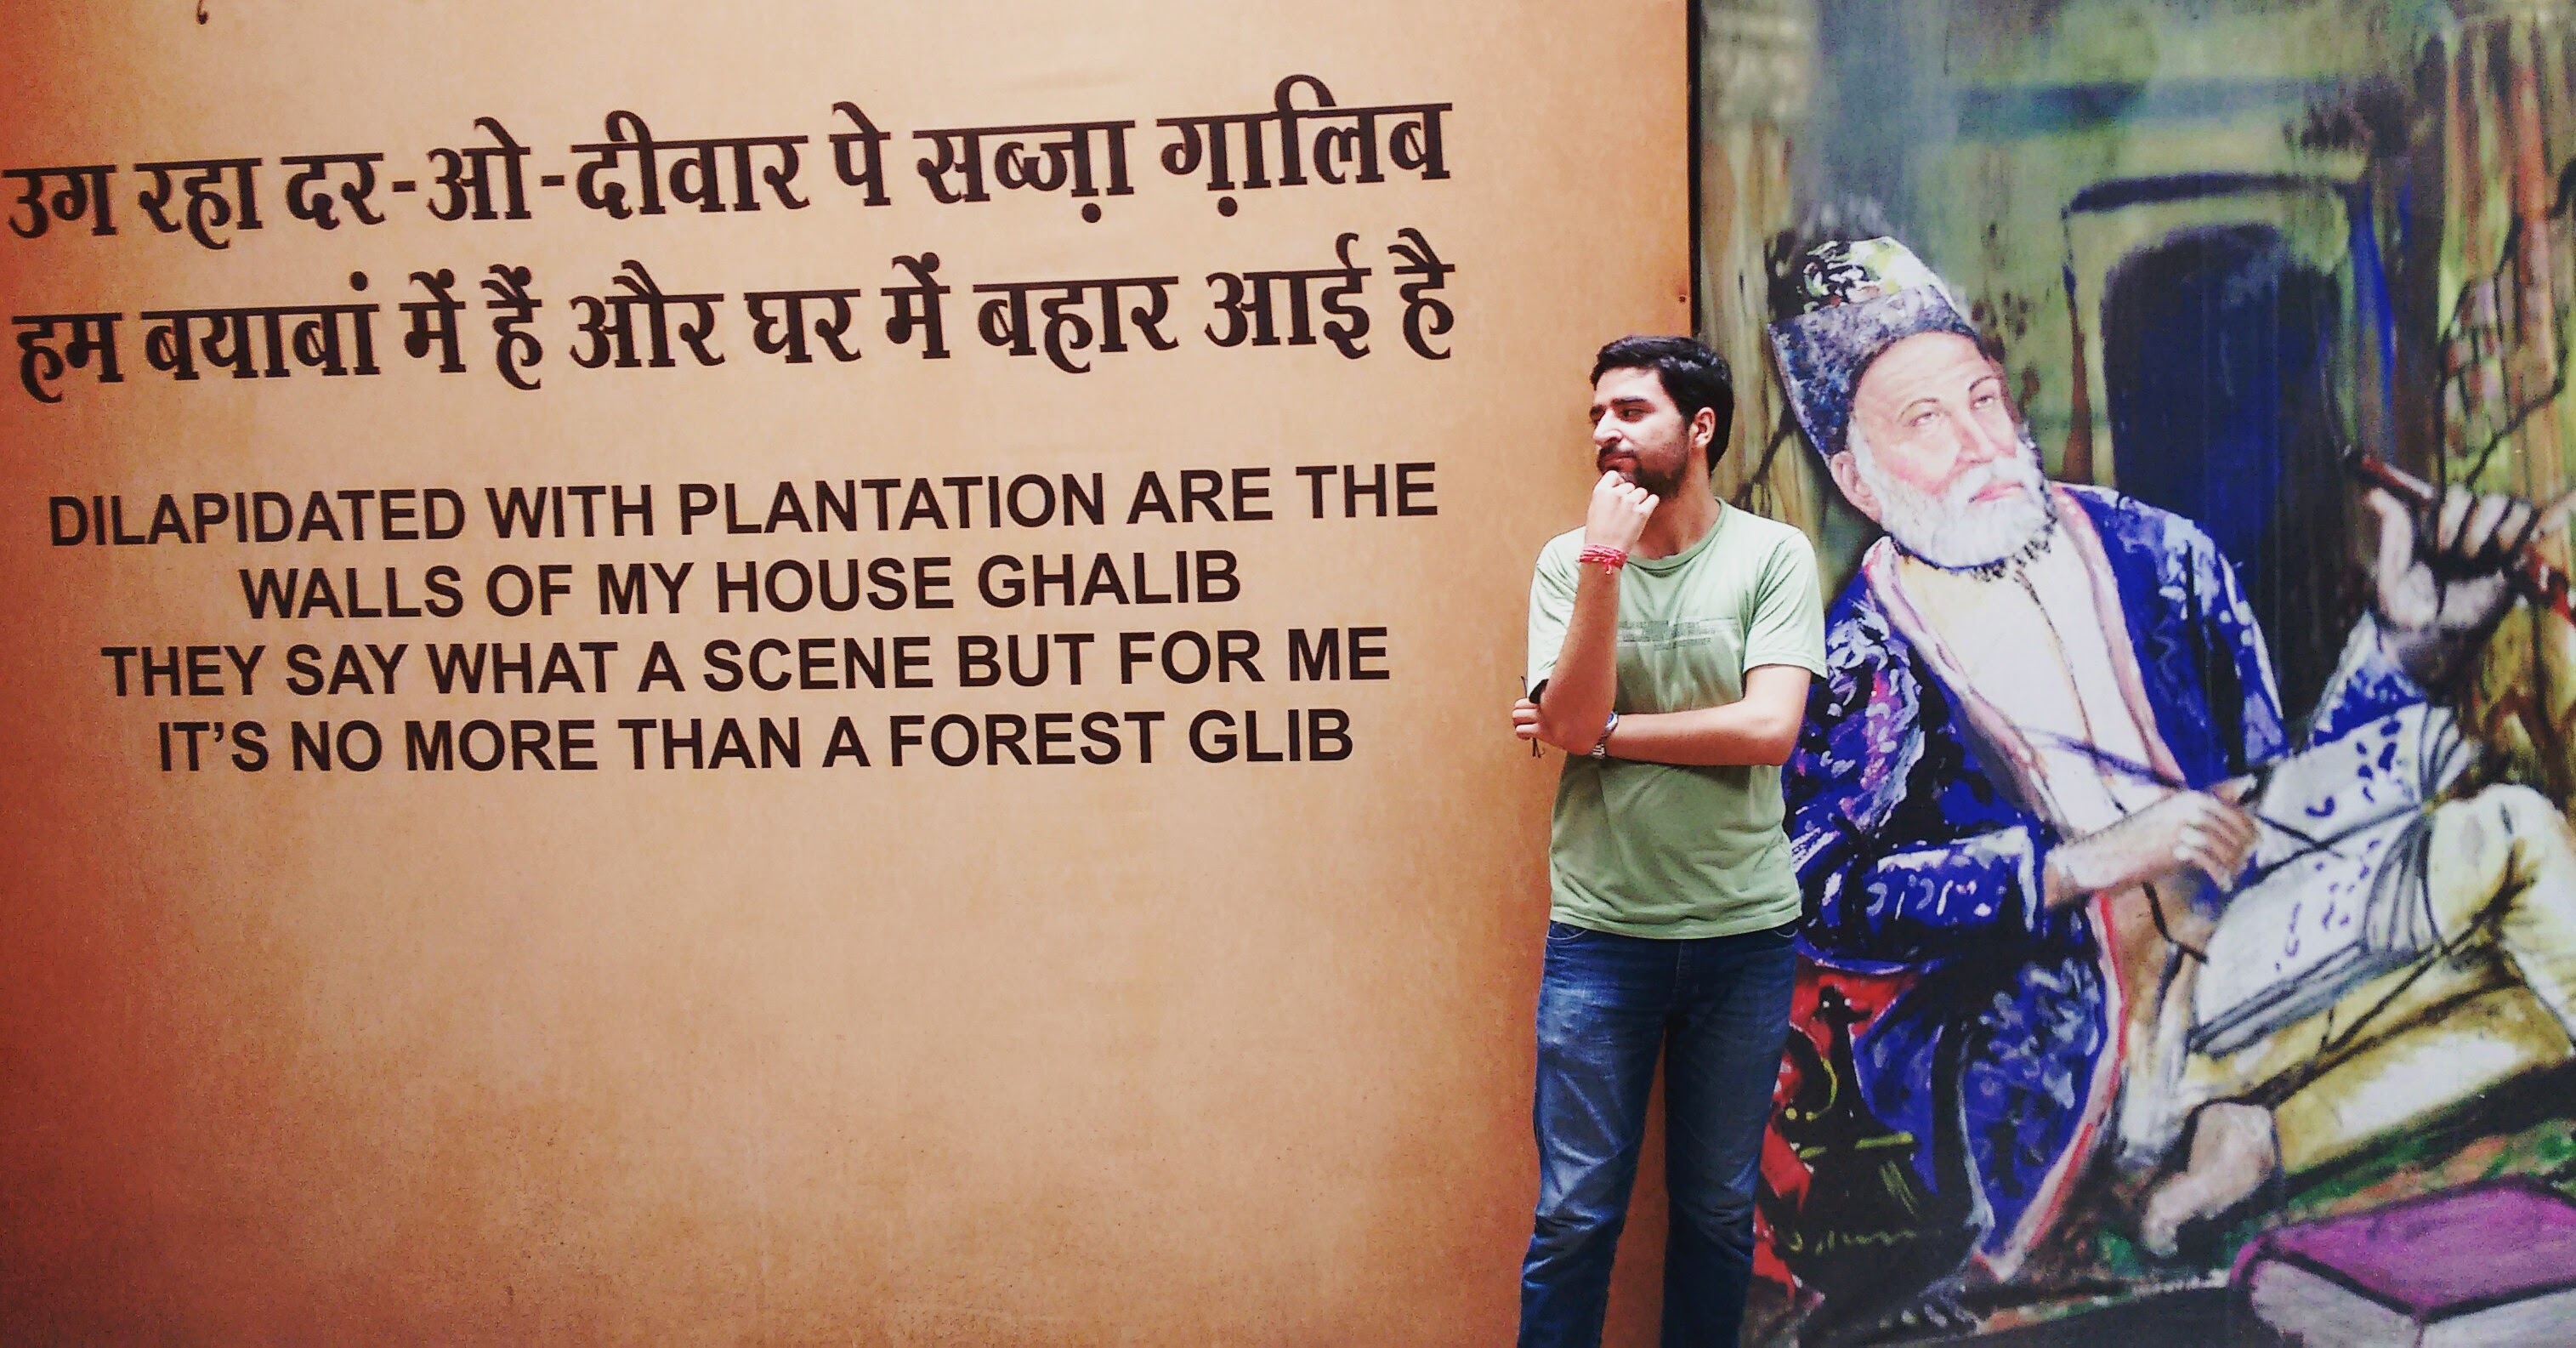 उग रहा दर-ओ-दीवार पे सब्ज़ा ग़ालिब
हम बयाबां में हैं और घर में बहार आई है
DILAPIDATED WITH PLANTATION ARE THE
WALLS OF MY HOUSE GHALIB
THEY SAY WHAT A SCENE BUT FOR ME
IT'S NO MORE THAN A FOREST GLIB